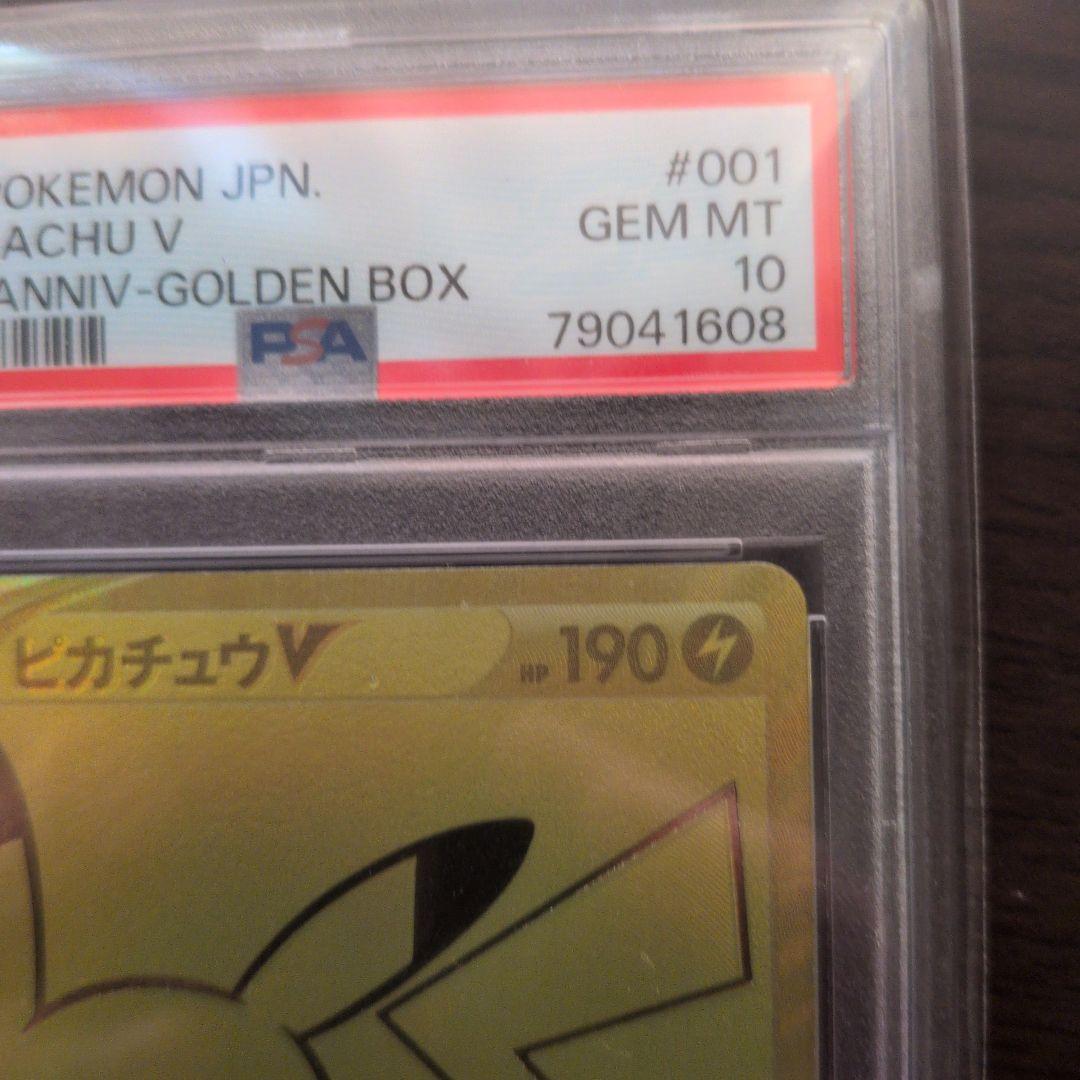 POKEMON JPN.
#001
ACHU V
GEM MT
ANNIV-GOLDEN BOX
10
PSA
79041608
ピカチュウV
HP 190